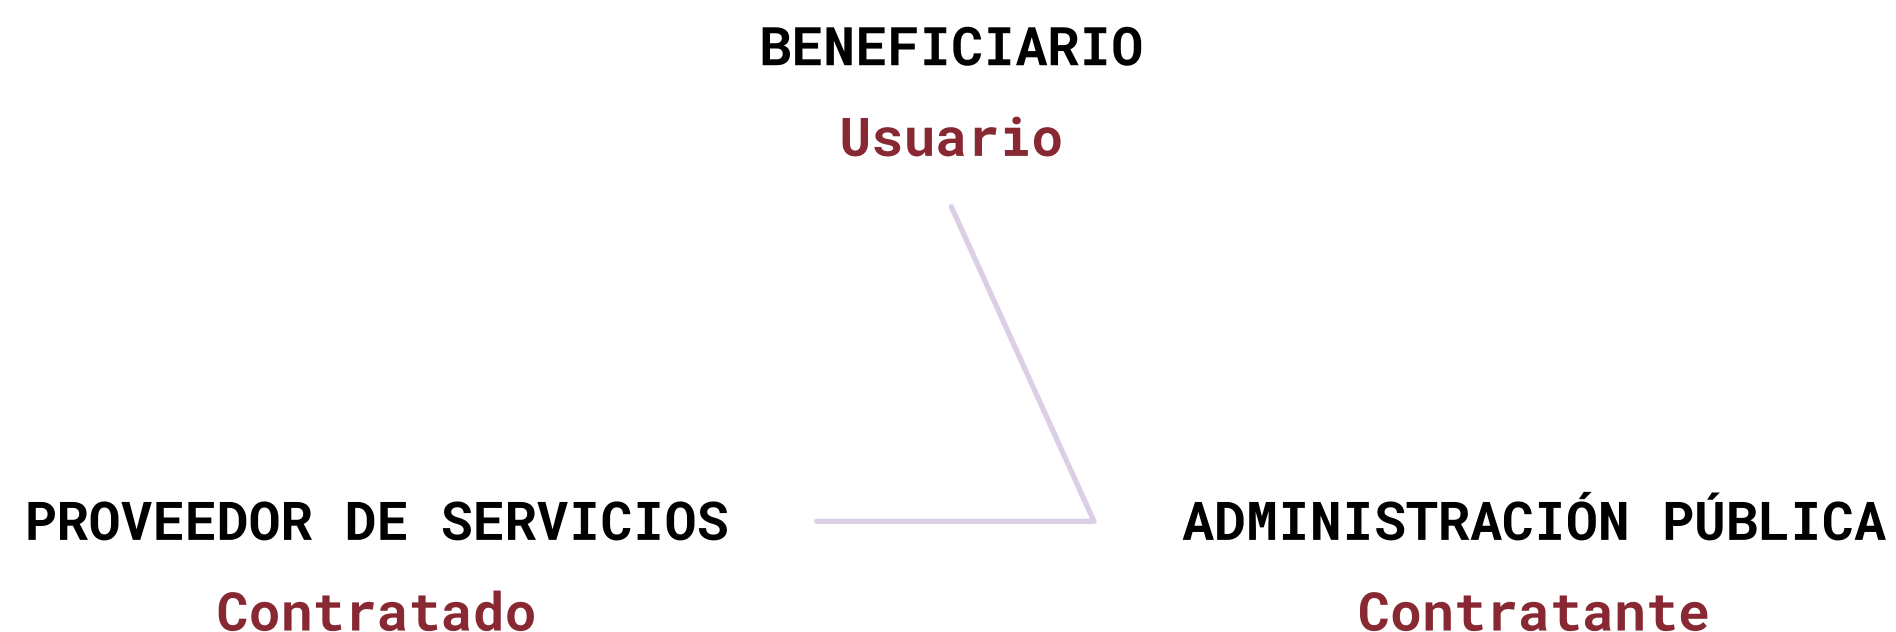 BENEFICIARIO
Usuario
PROVEEDOR DE SERVICIOS
Contratado
ADMINISTRACIÓN PÚBLICA
Contratante